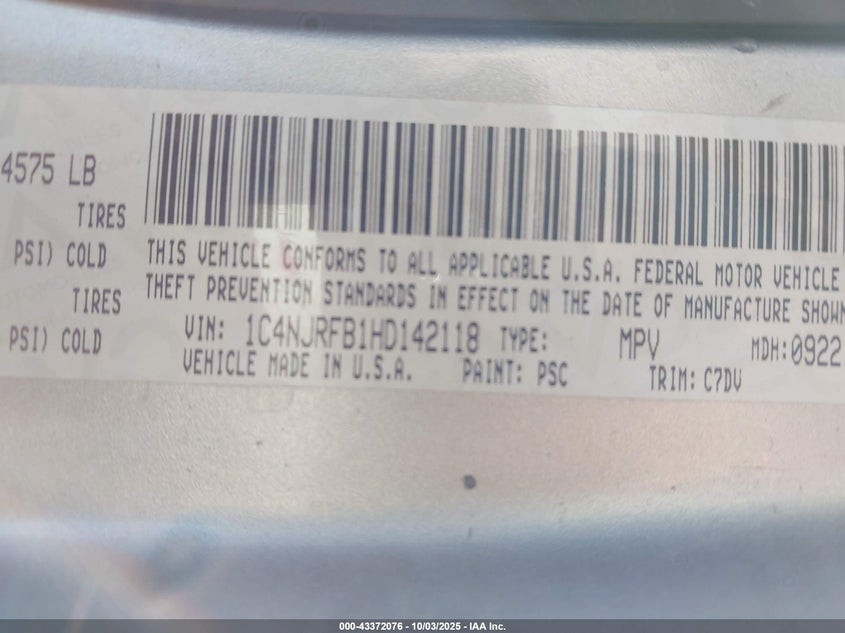 4575 LB
TIRES
PSI) COLD
TIRES
PSI) COLD
THIS VEHICLE CONFORMS TO ALL APPLICABLE U.S.A. FEDERAL MOTOR VEHICLE
THEFT PREVENTION STANDARDS IN EFFECT ON THE DATE OF MANUFACTURE SHOWN
VIN: 1C4NJRFB1HD142118 TYPE: MPV MDH:0922
VEHICLE MADE IN U.S.A. PAINT: PSC TRIM: C7DV
000-43372076 - 10/03/2025 - IAA Inc.